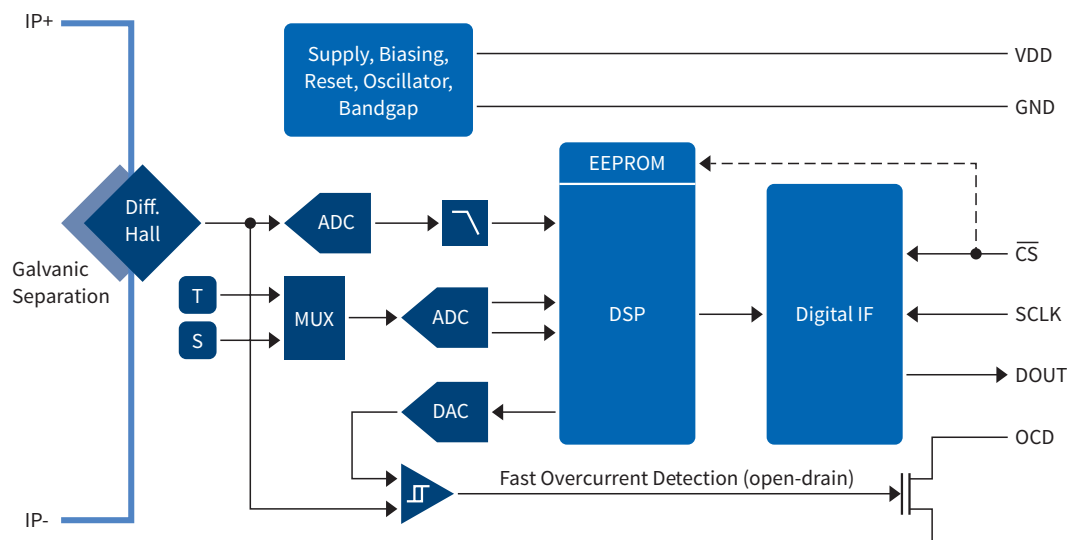 IP+
Supply, Biasing,
Reset, Oscillator,
Bandgap
VDD
GND
EEPROM
Diff.
Hall
ADC
C̅S̅
Galvanic
Separation
T
MUX
ADC
DSP
Digital IF
SCLK
S
DOUT
DAC
OCD
Fast Overcurrent Detection (open-drain)
IP-